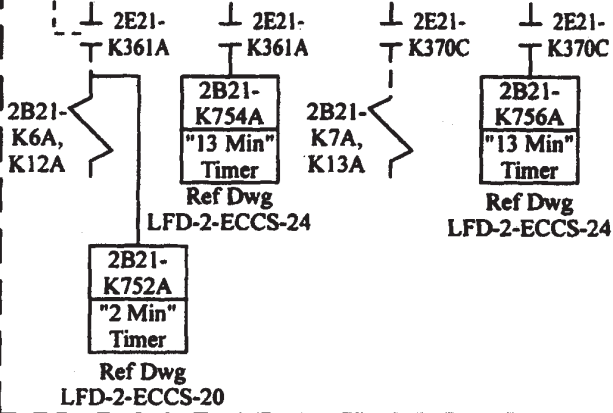 2E21-
K361A
2E21-
K361A
2E21-
K370C
2E21-
K370C
2B21-
K6A,
K12A
2B21-
K754A
"13 Min"
Timer
Ref Dwg
LFD-2-ECCS-24
2B21-
K7A,
K13A
2B21-
K756A
"13 Min"
Timer
Ref Dwg
LFD-2-ECCS-24
2B21-
K752A
"2 Min"
Timer
Ref Dwg
LFD-2-ECCS-20